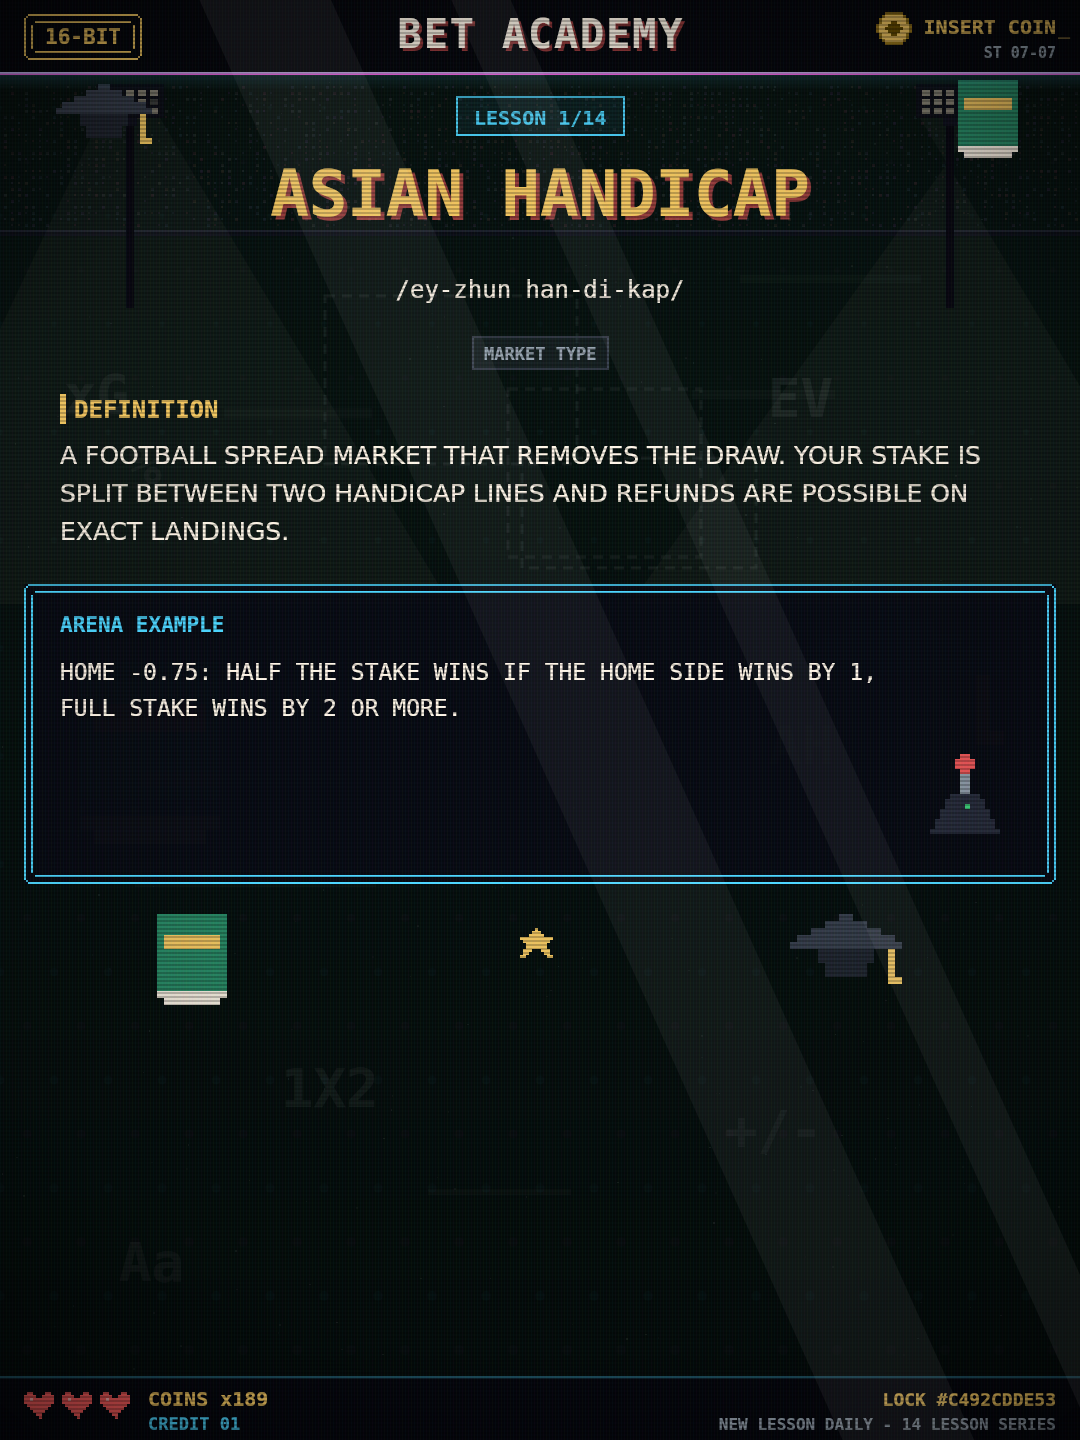 16-BIT
BET ACADEMY
INSERT COIN_
ST 07-07
LESSON 1/14
ASIAN HANDICAP
/ey-zhun han-di-kap/
MARKET TYPE
xG
EV
DEFINITION
A FOOTBALL SPREAD MARKET THAT REMOVES THE DRAW. YOUR STAKE IS
SPLIT BETWEEN TWO HANDICAP LINES AND REFUNDS ARE POSSIBLE ON
EXACT LANDINGS.
ARENA EXAMPLE
HOME -0.75: HALF THE STAKE WINS IF THE HOME SIDE WINS BY 1,
FULL STAKE WINS BY 2 OR MORE.
1X2
+/-
Aa
COINS x189
CREDIT 01
LOCK #C492CDDE53
NEW LESSON DAILY - 14 LESSON SERIES